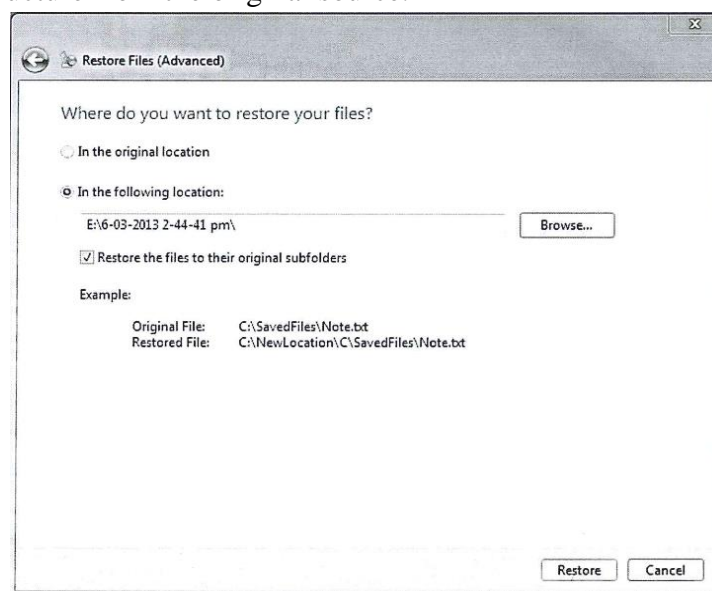 Restore Files (Advanced)
Where do you want to restore your files?
In the original location
In the following location:
E:\6-03-2013 2-44-41 pm\
Browse...
Restore the files to their original subfolders
Example:
Original File: C:\SavedFiles\Note.txt
Restored File: C:\NewLocation\C\SavedFiles\Note.txt
Restore Cancel